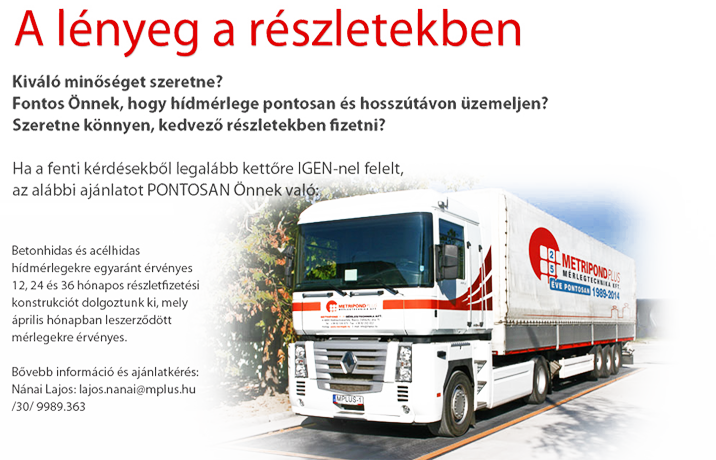 A lényeg a részletekben
Kiváló minőséget szeretne?
Fontos Önnek, hogy hídmérlege pontosan és hosszútávon üzemeljen?
Szeretne könnyen, kedvező részletekben fizetni?
Ha a fenti kérdésekből legalább kettőre IGEN-nel felelt,
az alábbi ajánlatot PONTOSAN Önnek való:
Betonhidas és acélhidas
hídmérlegekre egyaránt érvényes
12, 24 és 36 hónapos részletfizetési
konstrukciót dolgoztunk ki, mely
április hónapban leszerződött
mérlegekre érvényes.
Bővebb információ és ajánlatkérés:
Nánai Lajos: lajos.nanai@mplus.hu
/30/ 9989.363
METRIPOND PLUS
MÉRLEGTECHNIKA KFT.
25
ÉVE PONTOSAN 1989-2014
METRIPOND PLUS
MÉRLEGTECHNIKA KFT.
MPLUS-1